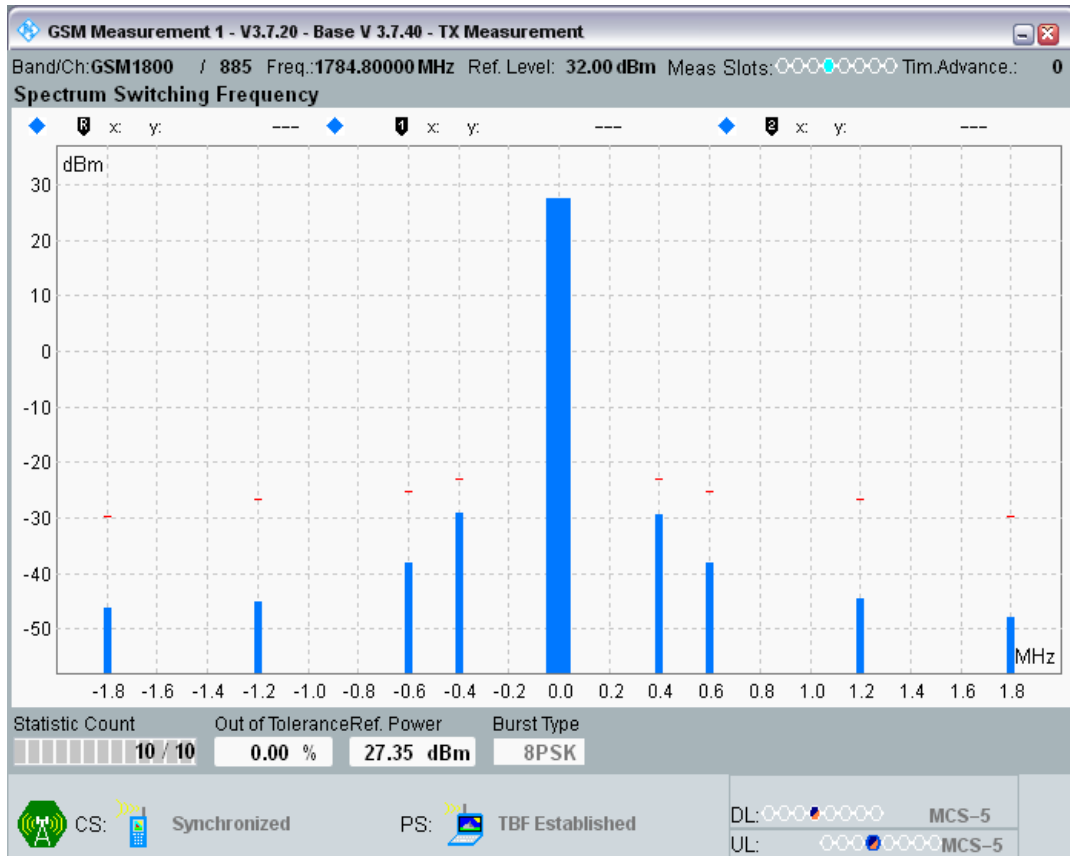 GSM Measurement 1 - V3.7.20 - Base V 3.7.40 - TX Measurement
Band/Ch:GSM1800 / 885 Freq.:1784.80000 MHz Ref. Level: 32.00 dBm Meas Slots: Tim.Advance.: 0
Spectrum Switching Frequency
R x: y: --- 1 x: y: --- 2 x: y: ---
dBm
30
20
10
0
-10
-20
-30
-40
-50
MHz
-1.8 -1.6 -1.4 -1.2 -1.0 -0.8 -0.6 -0.4 -0.2 0.0 0.2 0.4 0.6 0.8 1.0 1.2 1.4 1.6 1.8
Statistic Count Out of Tolerance Ref. Power Burst Type
10 / 10 0.00 % 27.35 dBm 8PSK
CS: Synchronized PS: TBF Established DL: MCS-5
UL: MCS-5